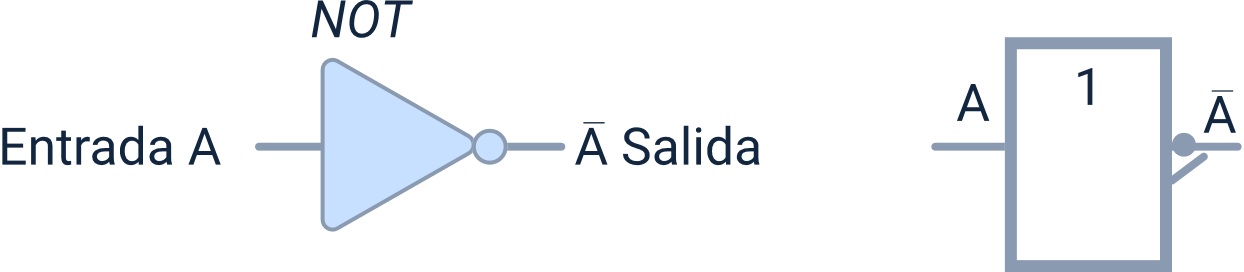 NOT
Entrada A
A̅ Salida
A
1
A̅